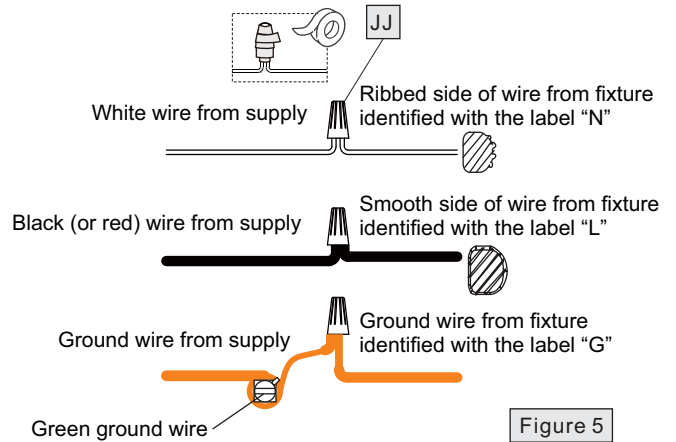 JJ
White wire from supply
Ribbed side of wire from fixture
identified with the label “N”
Black (or red) wire from supply
Smooth side of wire from fixture
identified with the label “L”
Ground wire from supply
Ground wire from fixture
identified with the label “G”
Green ground wire
Figure 5